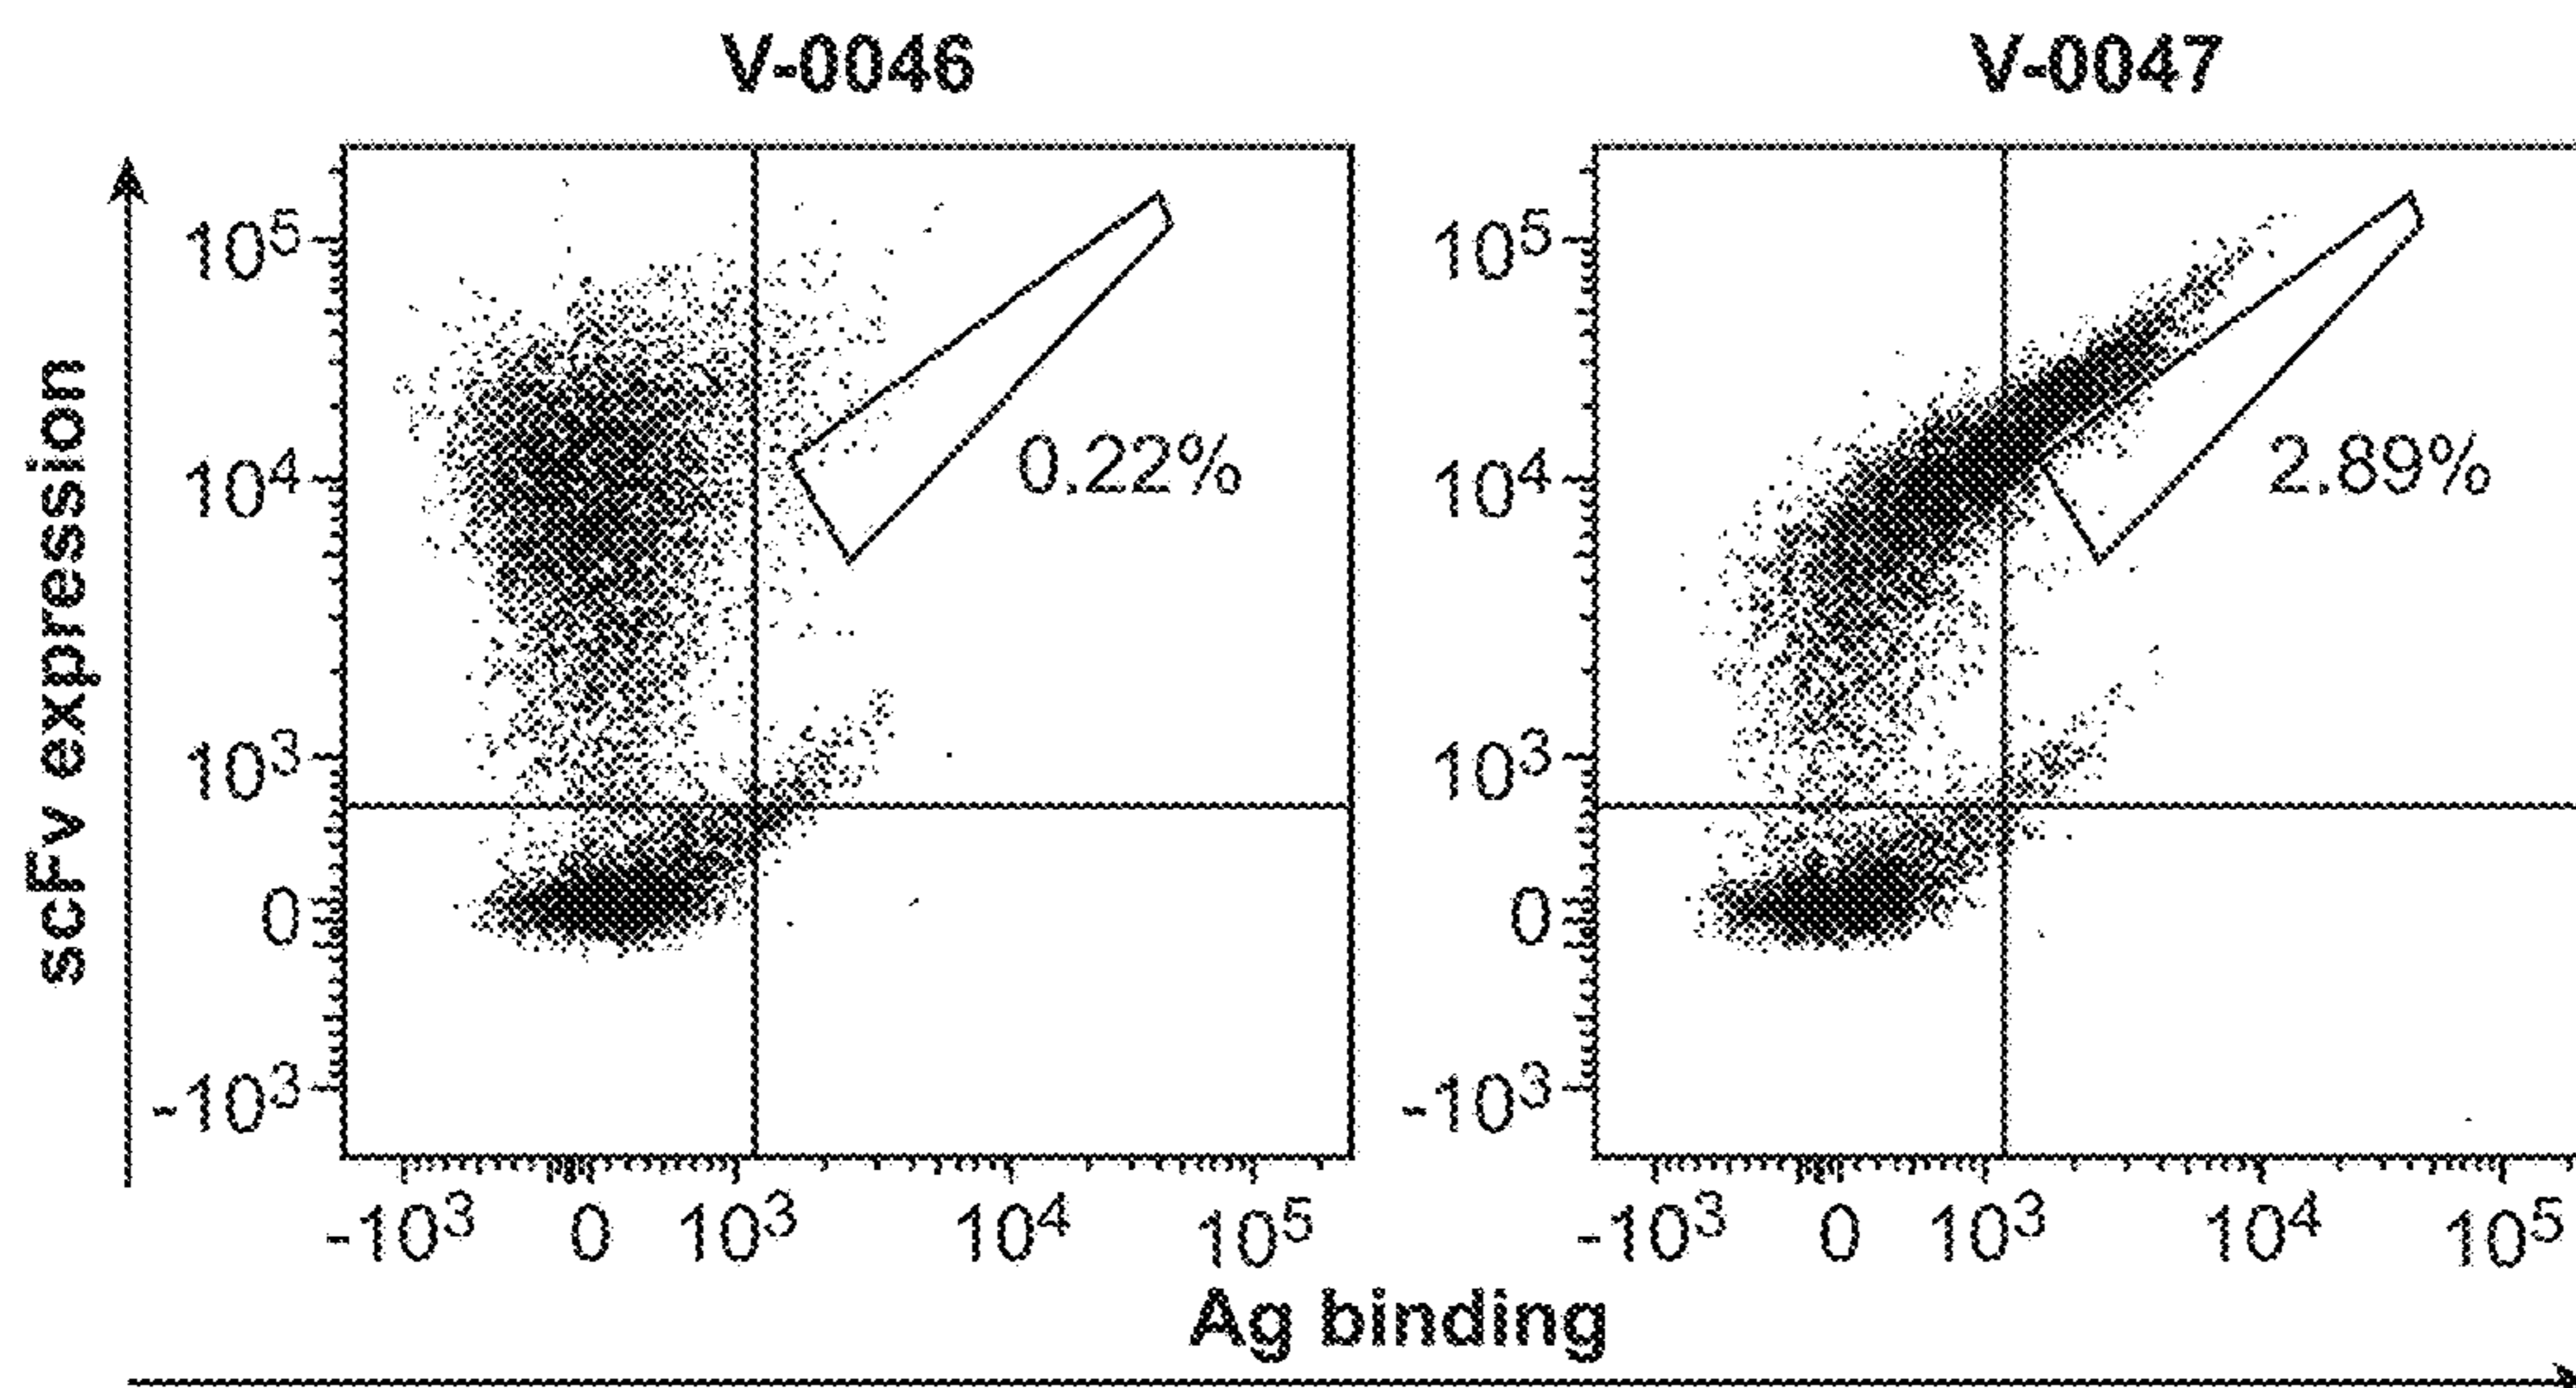 V-0046
V-0047
scFv expression
10⁵
10⁴
10³
0
-10³
0.22%
-10³ 0 10³ 10⁴ 10⁵
10⁵
10⁴
10³
0
-10³
2.89%
-10³ 0 10³ 10⁴ 10⁵
Ag binding